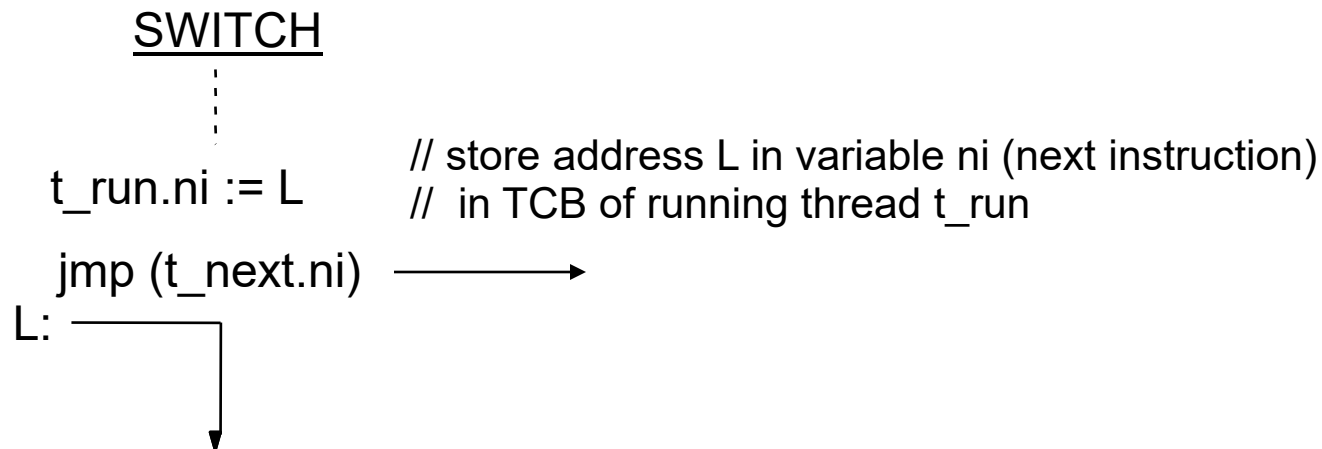 SWITCH
t_run.ni := L
// store address L in variable ni (next instruction)
// in TCB of running thread t_run
jmp (t_next.ni)
L: